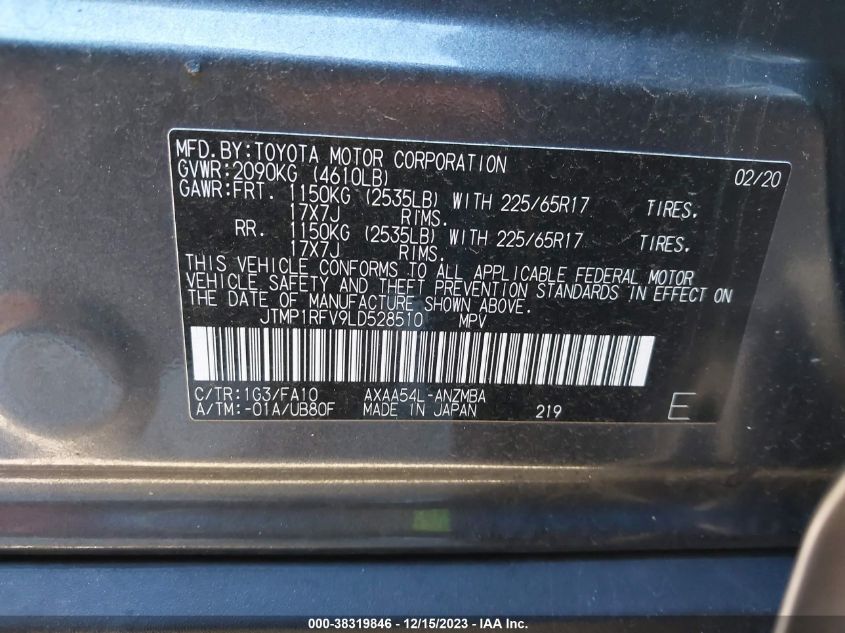 MFD. BY: TOYOTA MOTOR CORPORATION 02/20
GVWR: 2090KG (4610LB)
GAWR: FRT. 1150KG (2535LB) WITH 225/65R17 TIRES.
17X7J RIMS.
RR. 1150KG (2535LB) WITH 225/65R17 TIRES.
17X7J RIMS.
THIS VEHICLE CONFORMS TO ALL APPLICABLE FEDERAL MOTOR
VEHICLE SAFETY AND THEFT PREVENTION STANDARDS IN EFFECT ON
THE DATE OF MANUFACTURE SHOWN ABOVE.
JTMP1RFV9LD528510 MPV
C/TR: 1G3/FA10 AXAA54L-ANZMBA
A/TM: -01A/UB80F MADE IN JAPAN 219 E
000-38319846 - 12/15/2023 - IAA Inc.